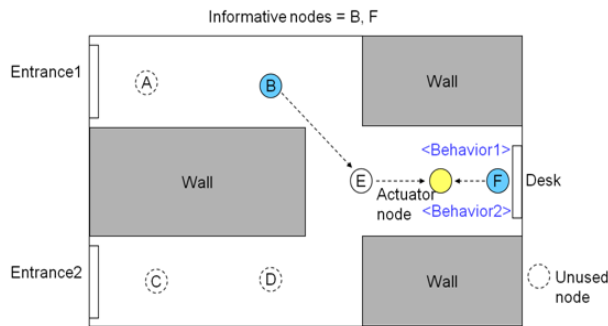 Informative nodes = B, F
Entrance1
A
B
Wall
<Behavior1>
Wall
E
F
Desk
Actuator
node
<Behavior2>
Entrance2
C
D
Wall
Unused
node